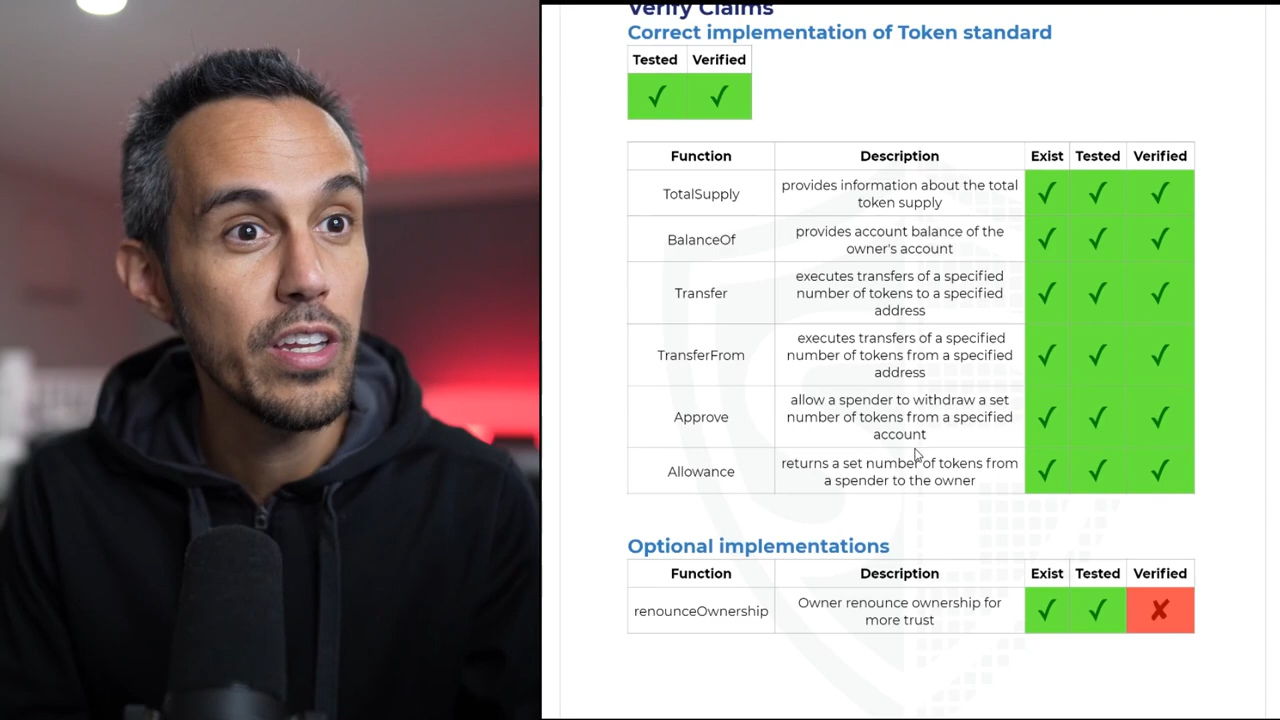 Verify Claims
Correct implementation of Token standard
Tested Verified
✓ ✓
Function Description Exist Tested Verified
TotalSupply provides information about the total token supply ✓ ✓ ✓
BalanceOf provides account balance of the owner's account ✓ ✓ ✓
Transfer executes transfers of a specified number of tokens to a specified address ✓ ✓ ✓
TransferFrom executes transfers of a specified number of tokens from a specified address ✓ ✓ ✓
Approve allow a spender to withdraw a set number of tokens from a specified account ✓ ✓ ✓
Allowance returns a set number of tokens from a spender to the owner ✓ ✓ ✓
Optional implementations
Function Description Exist Tested Verified
renounceOwnership Owner renounce ownership for more trust ✓ ✓ ✘